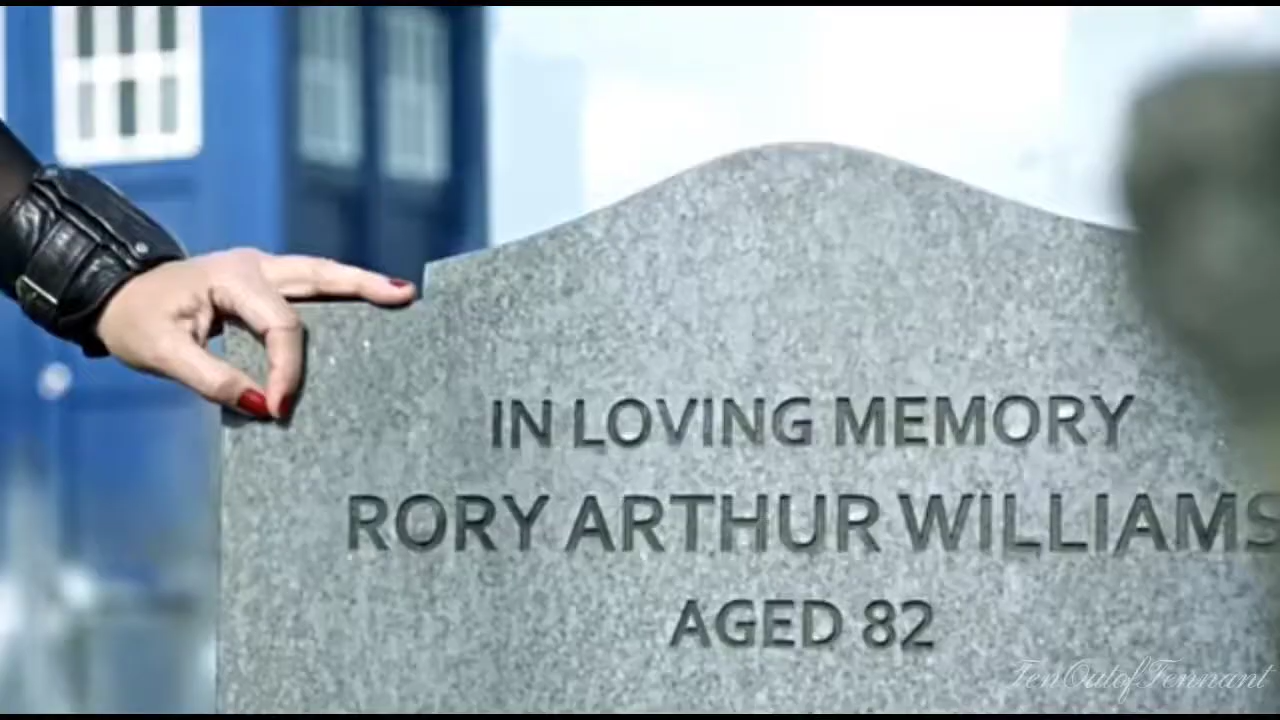 IN LOVING MEMORY
RORY ARTHUR WILLIAMS
AGED 82
TenOutofTennant